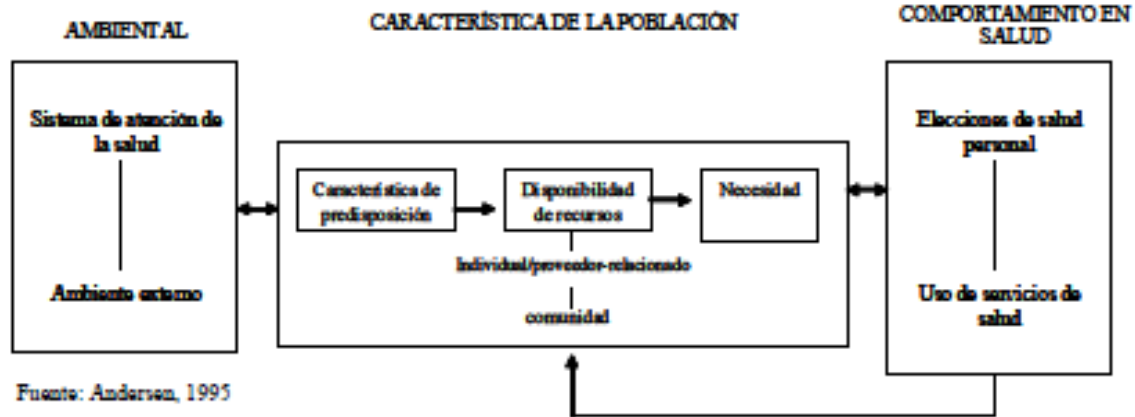 AMBIENTAL
CARACTERÍSTICA DE LA POBLACIÓN
COMPORTAMIENTO EN
SALUD
Sistema de atención de
la salud
Ambiente externo
Característica de
predisposición
Disponibilidad
de recursos
Necesidad
Individual/proveedor-relacionado
comunidad
Elecciones de salud
personal
Uso de servicios de
salud
Fuente: Andersen, 1995